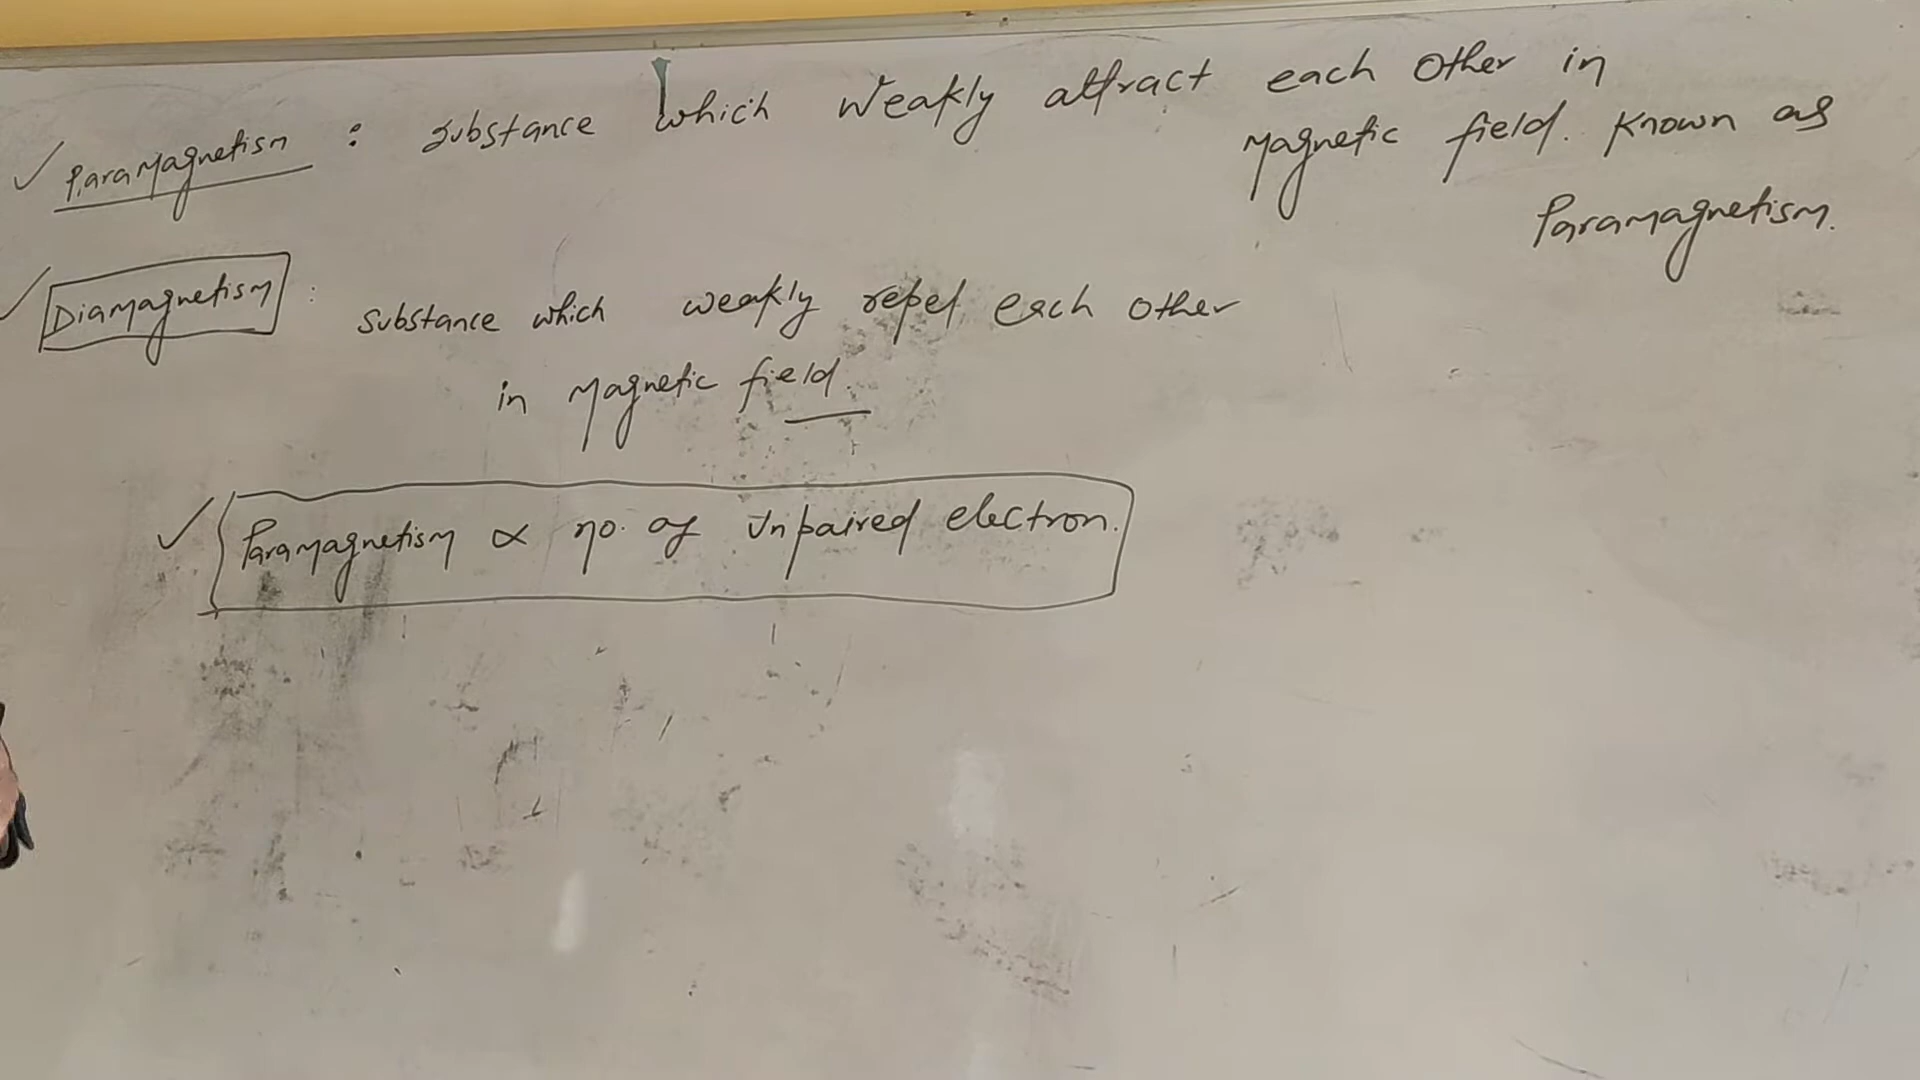 Paramagnetism : substance which weakly attract each other in
magnetic field. Known as
Paramagnetism.
Diamagnetism : substance which weakly repel each other
in magnetic field.
Paramagnetism ∝ no. of unpaired electron.